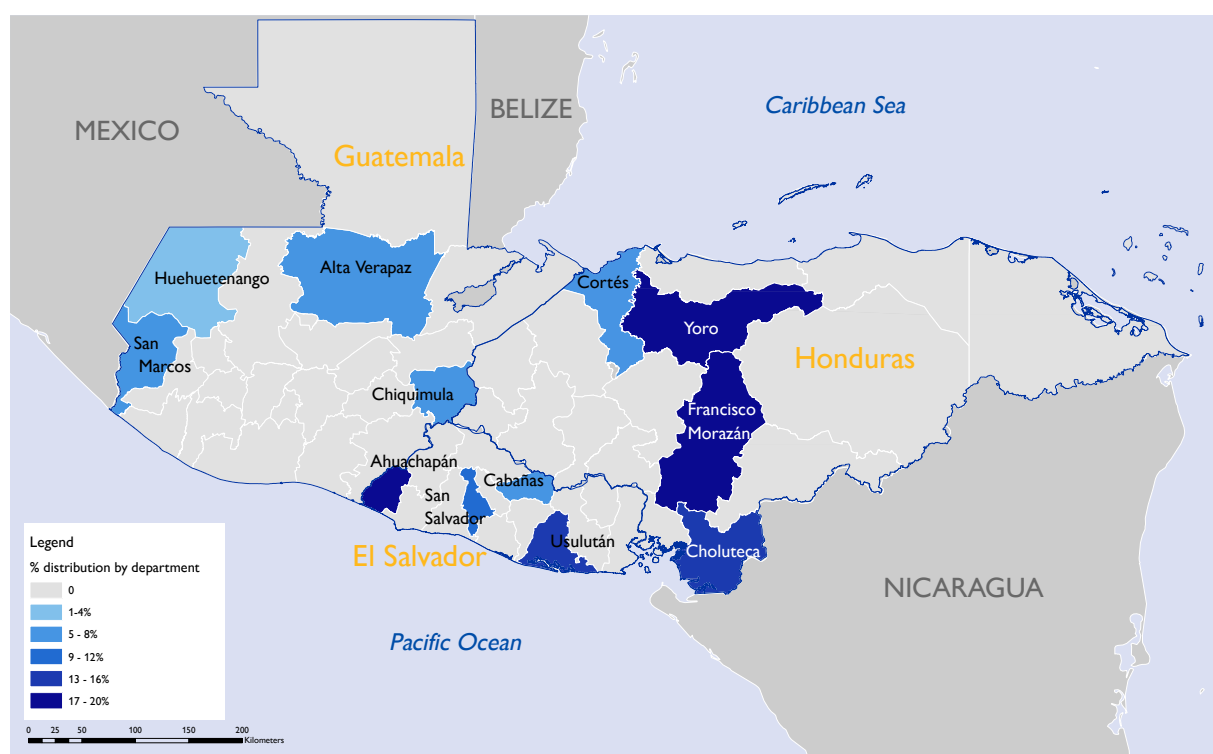 MEXICO
BELIZE
Caribbean Sea
Guatemala
Huehuetenango
Alta Verapaz
Cortés
San
Marcos
Yoro
Honduras
Chiquimula
Francisco
Morazán
Ahuachapán
Cabañas
San
Salvador
Usulután
Choluteca
El Salvador
NICARAGUA
Pacific Ocean
Legend
% distribution by department
0
1-4%
5 - 8%
9 - 12%
13 - 16%
17 - 20%
0 25 50 100 150 200
Kilometers